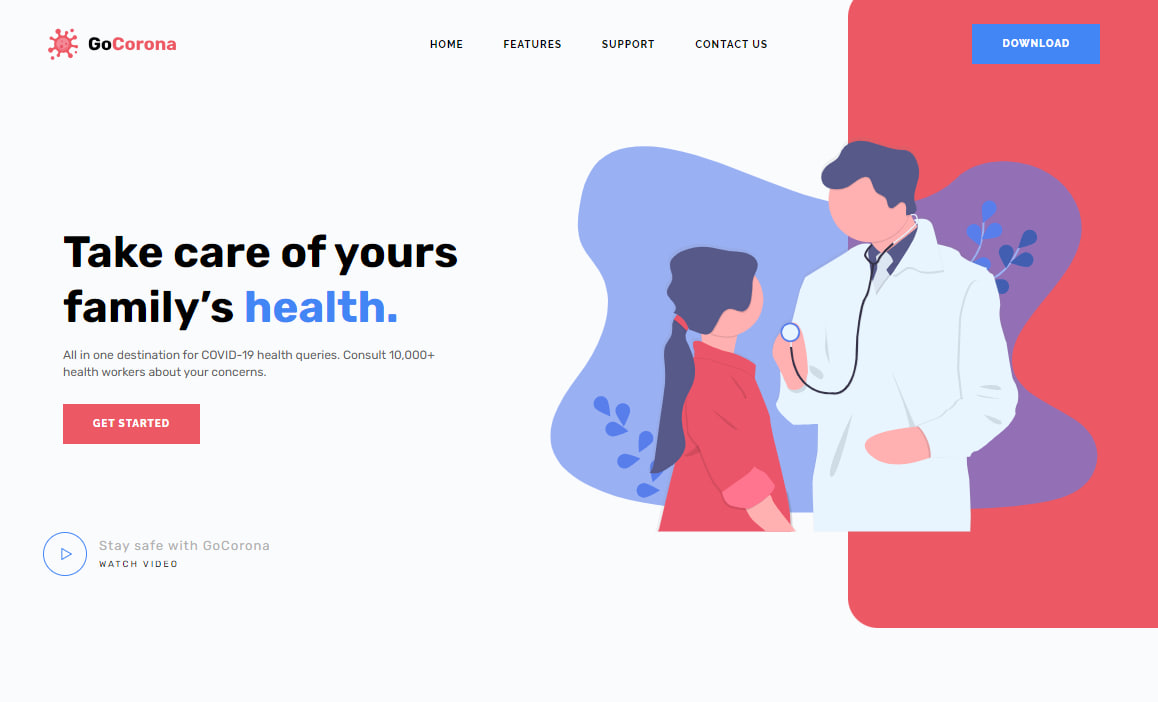 GoCorona
HOME FEATURES SUPPORT CONTACT US
DOWNLOAD
Take care of yours
family’s health.
All in one destination for COVID-19 health queries. Consult 10,000+
health workers about your concerns.
GET STARTED
Stay safe with GoCorona
WATCH VIDEO